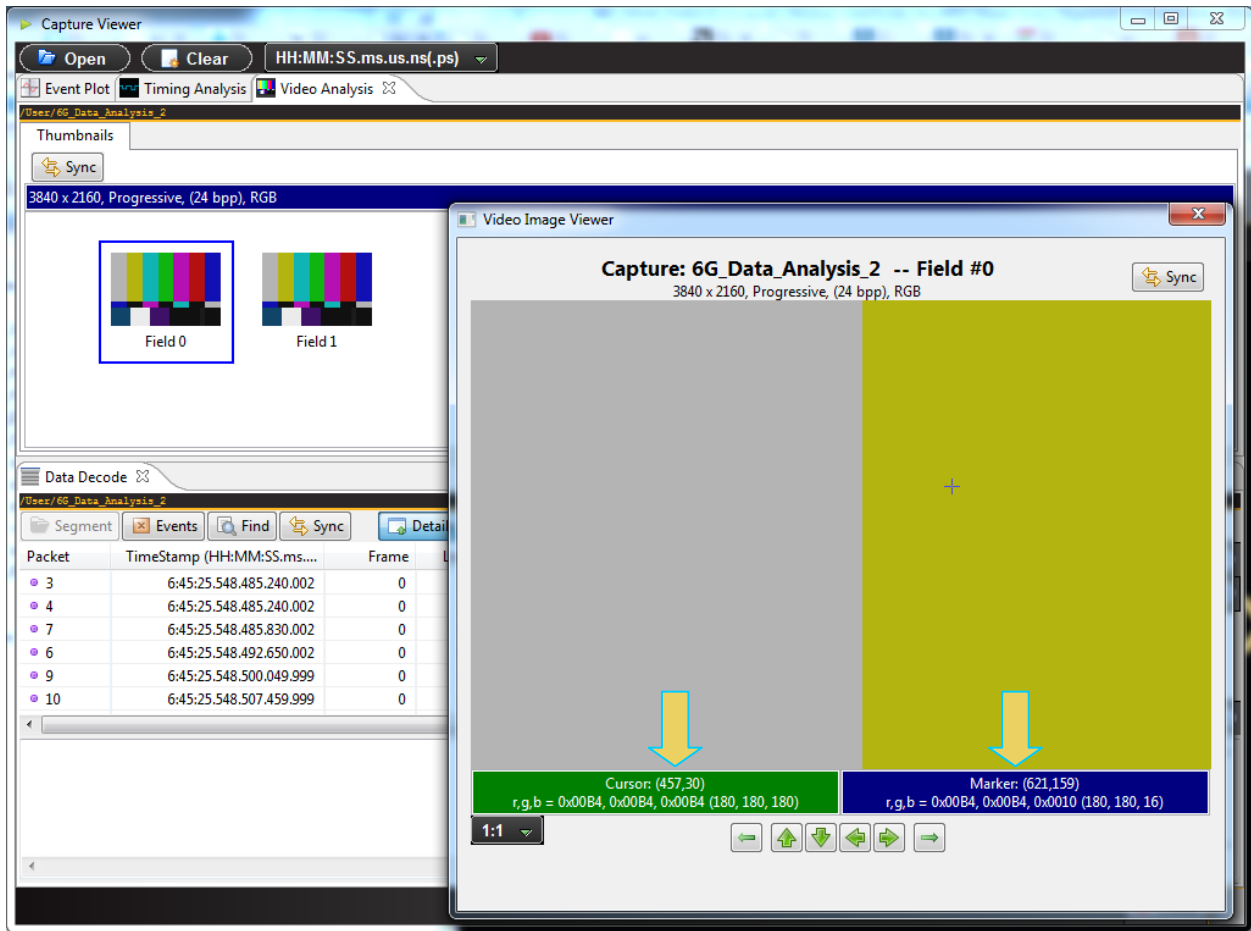 Capture Viewer
Open Clear HH:MM:SS.ms.us.ns(.ps)
Event Plot Timing Analysis Video Analysis
/User/6G_Data_Analysis_2
Thumbnails
Sync
3840 x 2160, Progressive, (24 bpp), RGB
Field 0 Field 1
Data Decode
/User/6G_Data_Analysis_2
Segment Events Find Sync Detail
Packet TimeStamp (HH:MM:SS.ms.... Frame
3 6:45:25.548.485.240.002 0
4 6:45:25.548.485.240.002 0
7 6:45:25.548.485.830.002 0
6 6:45:25.548.492.650.002 0
9 6:45:25.548.500.049.999 0
10 6:45:25.548.507.459.999 0
Video Image Viewer
Capture: 6G_Data_Analysis_2 -- Field #0
3840 x 2160, Progressive, (24 bpp), RGB
Sync
Cursor: (457,30)
r,g,b = 0x00B4, 0x00B4, 0x00B4 (180, 180, 180)
Marker: (621,159)
r,g,b = 0x00B4, 0x00B4, 0x0010 (180, 180, 16)
1:1